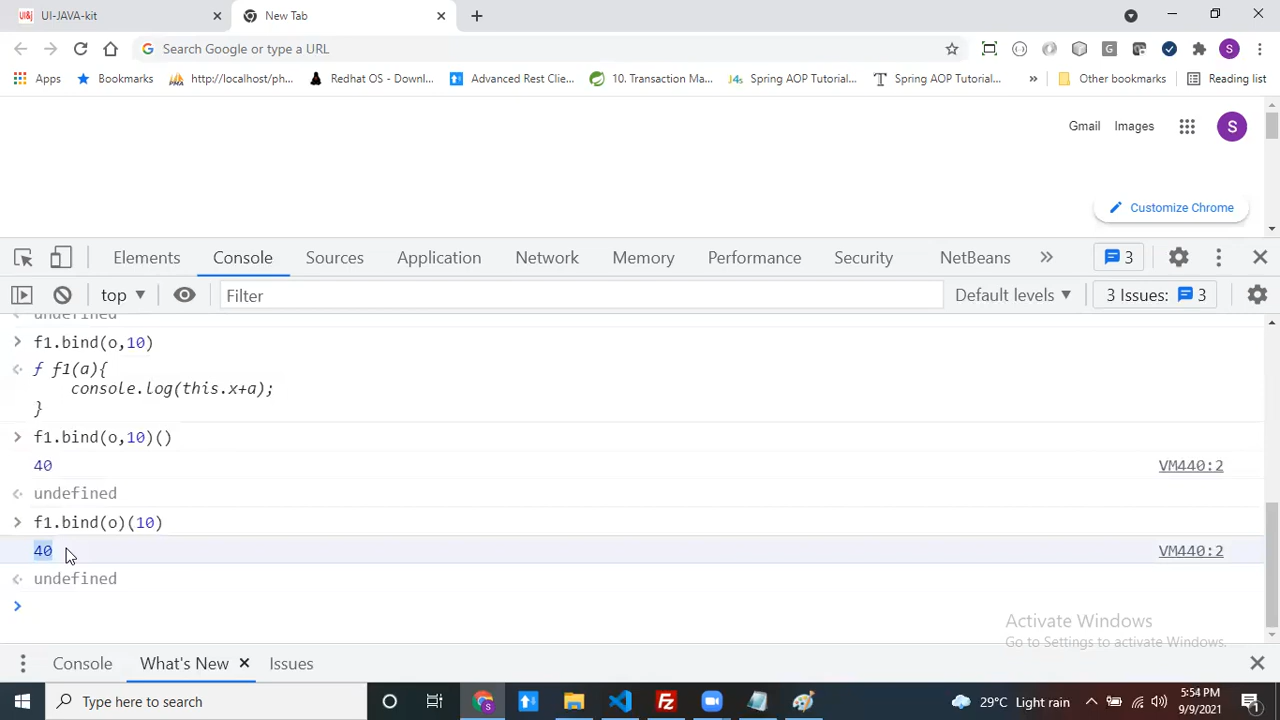 UI-JAVA-kit
New Tab
Search Google or type a URL
Apps Bookmarks http://localhost/ph... Redhat OS - Downl... Advanced Rest Clie... 10. Transaction Ma... Spring AOP Tutorial... Spring AOP Tutorial... » Other bookmarks Reading list
Gmail Images S
Customize Chrome
Elements Console Sources Application Network Memory Performance Security NetBeans » 3
top Filter Default levels 3 Issues: 3
undefined
f1.bind(o,10)
f f1(a){
console.log(this.x+a);
}
f1.bind(o,10)()
40 VM440:2
undefined
f1.bind(o)(10)
40 VM440:2
undefined
Activate Windows
Go to Settings to activate Windows.
Console What's New Issues
Type here to search
29°C Light rain
5:54 PM
9/9/2021
1